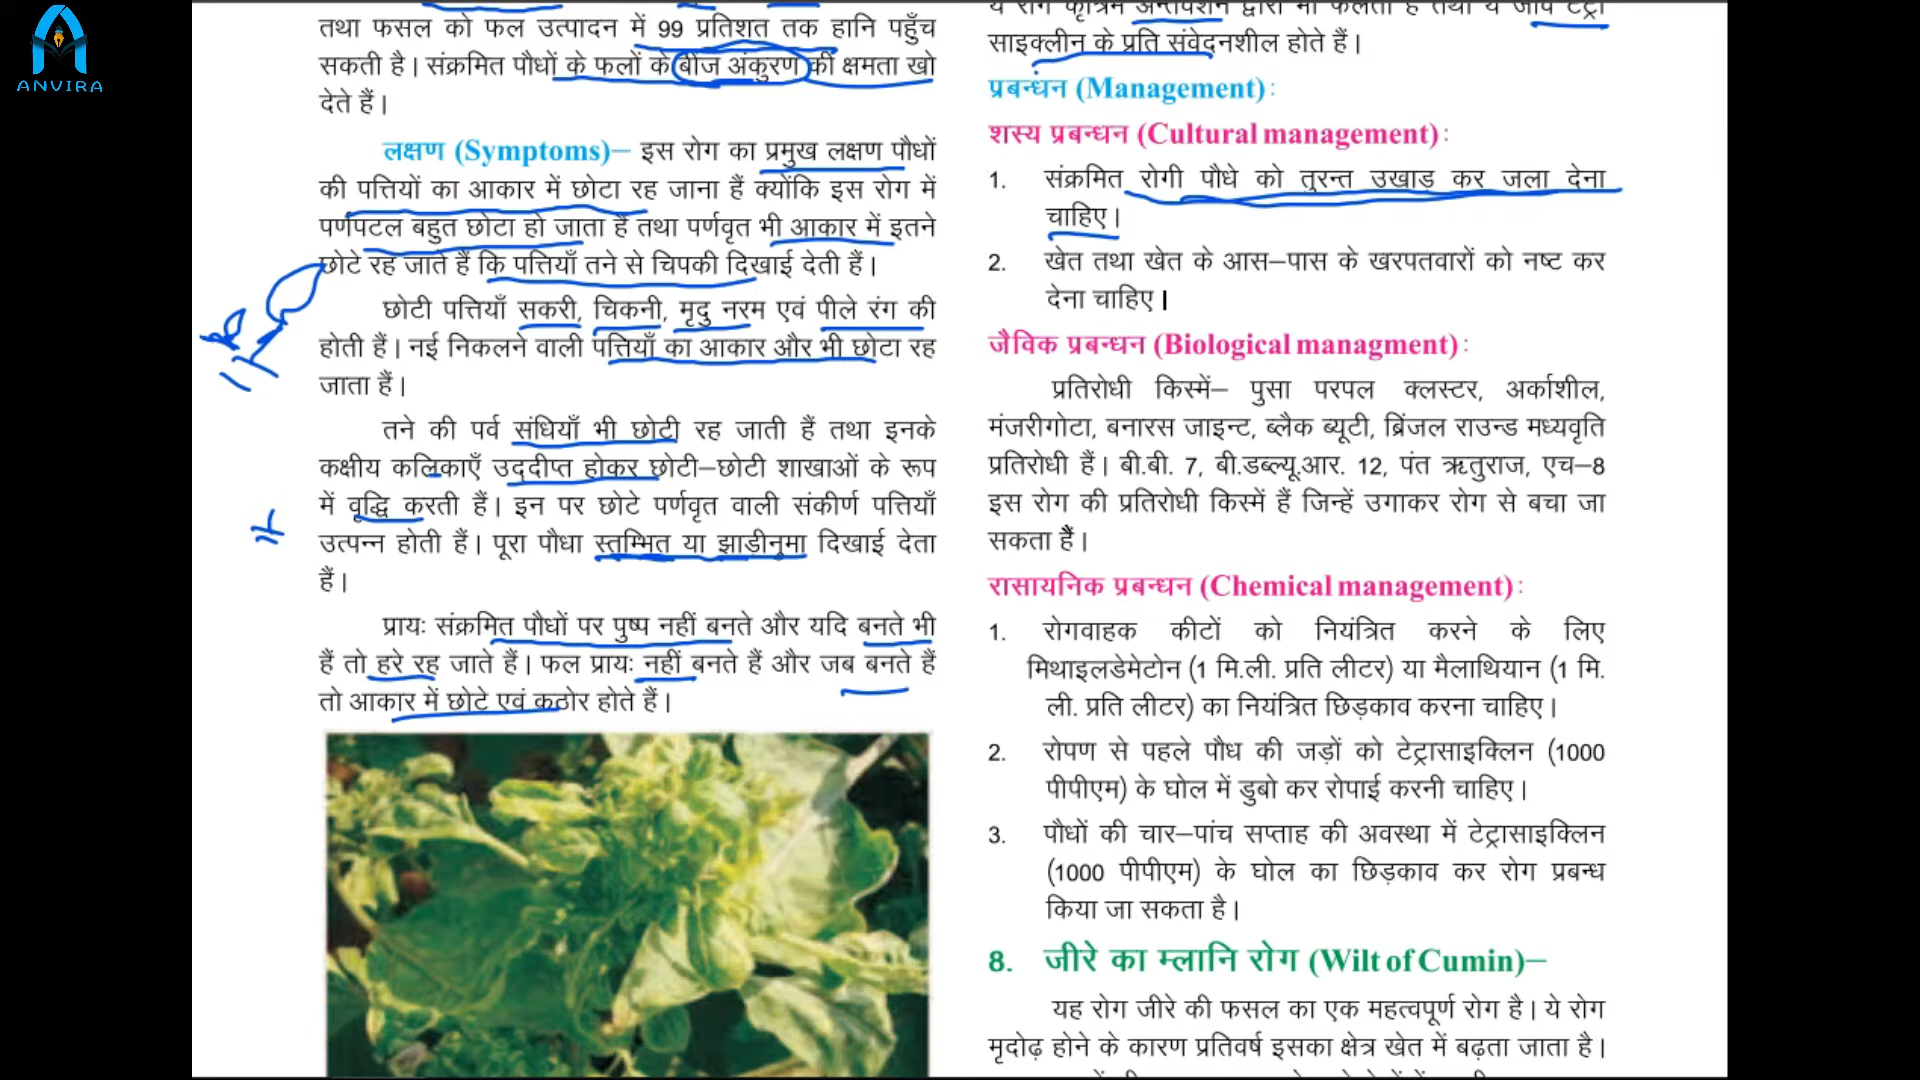 ANVIRA
तथा फसल को फल उत्पादन में 99 प्रतिशत तक हानि पहुँच
सकती है। संक्रमित पौधों के फलों के बीज अंकुरण की क्षमता खो
देते हैं।
लक्षण (Symptoms)– इस रोग का प्रमुख लक्षण पौधों
की पत्तियों का आकार में छोटा रह जाना हैं क्योंकि इस रोग में
पर्णपटल बहुत छोटा हो जाता हैं तथा पर्णवृत भी आकार में इतने
छोटे रह जाते हैं कि पत्तियाँ तने से चिपकी दिखाई देती हैं।
छोटी पत्तियाँ सकरी, चिकनी, मृदु नरम एवं पीले रंग की
होती हैं। नई निकलने वाली पत्तियाँ का आकार और भी छोटा रह
जाता हैं।
तने की पर्व संधियाँ भी छोटी रह जाती हैं तथा इनके
कक्षीय कलिकाएँ उद्दीप्त होकर छोटी–छोटी शाखाओं के रूप
में वृद्धि करती हैं। इन पर छोटे पर्णवृत वाली संकीर्ण पत्तियाँ
उत्पन्न होती हैं। पूरा पौधा स्तम्भित या झाडीनुमा दिखाई देता
हैं।
प्रायः संक्रमित पौधों पर पुष्प नहीं बनते और यदि बनते भी
हैं तो हरे रह जाते हैं। फल प्रायः नहीं बनते हैं और जब बनते हैं
तो आकार में छोटे एवं कठोर होते हैं।
साइक्लीन के प्रति संवेदनशील होते हैं।
प्रबन्धंन (Management):
शस्य प्रबन्धन (Cultural management):
1. संक्रमित रोगी पौधे को तुरन्त उखाड़ कर जला देना
चाहिए।
2. खेत तथा खेत के आस–पास के खरपतवारों को नष्ट कर
देना चाहिए।
जैविक प्रबन्धन (Biological managment):
प्रतिरोधी किस्में– पुसा परपल क्लस्टर, अर्काशील,
मंजरीगोटा, बनारस जाइन्ट, ब्लैक ब्यूटी, ब्रिंजल राउन्ड मध्यवृति
प्रतिरोधी हैं। बी.बी. 7, बी.डब्ल्यू.आर. 12, पंत ऋतुराज, एच–8
इस रोग की प्रतिरोधी किस्में हैं जिन्हें उगाकर रोग से बचा जा
सकता हैं।
रासायनिक प्रबन्धन (Chemical management):
1. रोगवाहक कीटों को नियंत्रित करने के लिए
मिथाइलडेमेटोन (1 मि.ली. प्रति लीटर) या मैलाथियान (1 मि.
ली. प्रति लीटर) का नियंत्रित छिड़काव करना चाहिए।
2. रोपण से पहले पौध की जड़ों को टेट्रासाइक्लिन (1000
पीपीएम) के घोल में डुबो कर रोपाई करनी चाहिए।
3. पौधों की चार–पांच सप्ताह की अवस्था में टेट्रासाइक्लिन
(1000 पीपीएम) के घोल का छिड़काव कर रोग प्रबन्ध
किया जा सकता है।
8. जीरे का म्लानि रोग (Wilt of Cumin)–
यह रोग जीरे की फसल का एक महत्वपूर्ण रोग है। ये रोग
मृदोढ़ होने के कारण प्रतिवर्ष इसका क्षेत्र खेत में बढ़ता जाता है।